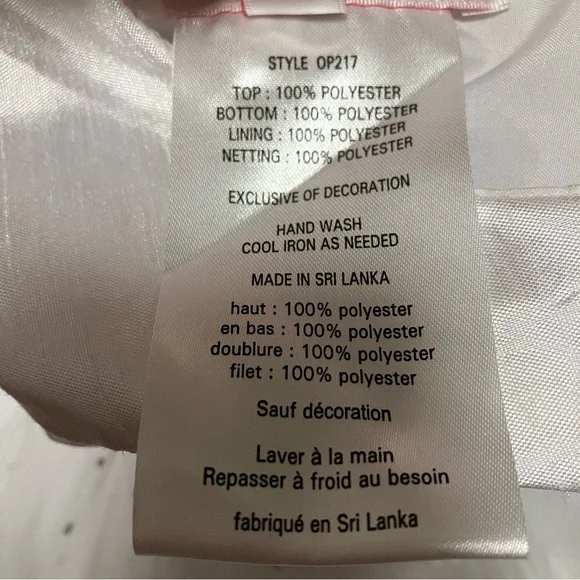 STYLE OP217
TOP : 100% POLYESTER
BOTTOM : 100% POLYESTER
LINING : 100% POLYESTER
NETTING : 100% POLYESTER
EXCLUSIVE OF DECORATION
HAND WASH
COOL IRON AS NEEDED
MADE IN SRI LANKA
haut : 100% polyester
en bas : 100% polyester
doublure : 100% polyester
filet : 100% polyester
Sauf décoration
Laver à la main
Repasser à froid au besoin
fabriqué en Sri Lanka